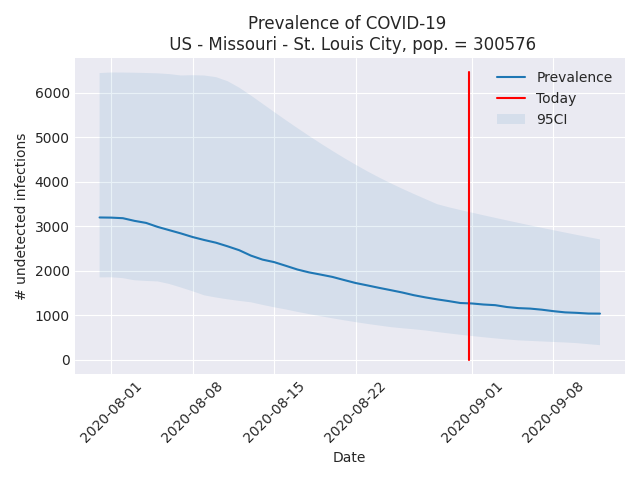 Prevalence of COVID-19
US - Missouri - St. Louis City, pop. = 300576
Prevalence
Today
95CI
# undetected infections
6000
5000
4000
3000
2000
1000
0
2020-08-01
2020-08-08
2020-08-15
2020-08-22
2020-09-01
2020-09-08
Date